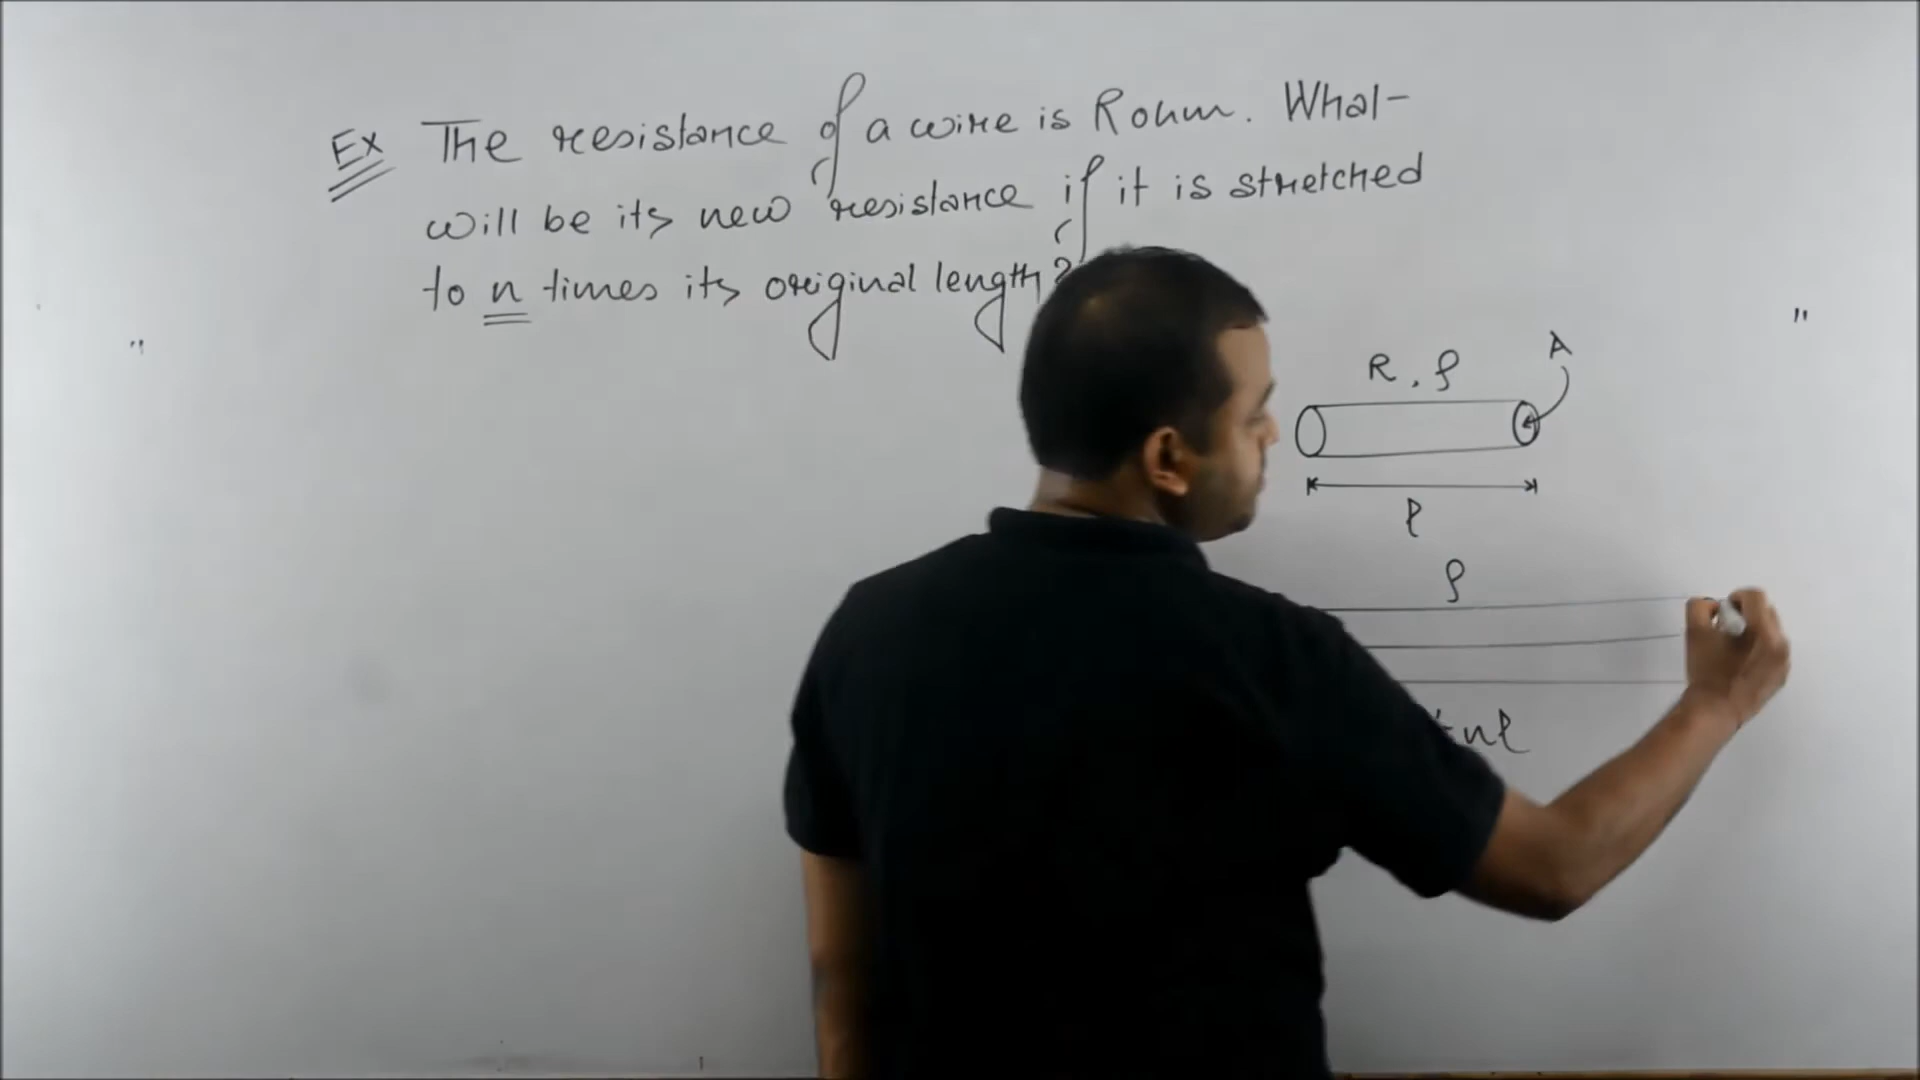 Ex The resistance of a wire is R ohm. What
will be its new resistance if it is stretched
to n times its original length?
R, ρ
A
l
ρ
nl